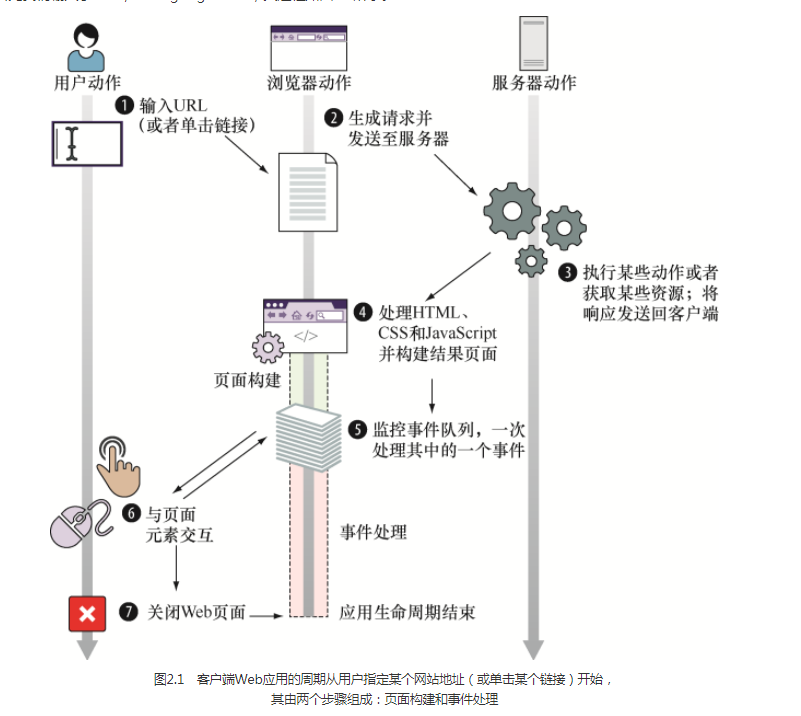 用户动作
浏览器动作
服务器动作
1 输入URL
（或者单击链接）
2 生成请求并
发送至服务器
3 执行某些动作或者
获取某些资源；将
响应发送回客户端
4 处理HTML、
CSS和JavaScript
并构建结果页面
</>
页面构建
5 监控事件队列，一次
处理其中的一个事件
6 与页面
元素交互
事件处理
7 关闭Web页面
应用生命周期结束
图2.1 客户端Web应用的周期从用户指定某个网站地址（或单击某个链接）开始，
其由两个步骤组成：页面构建和事件处理